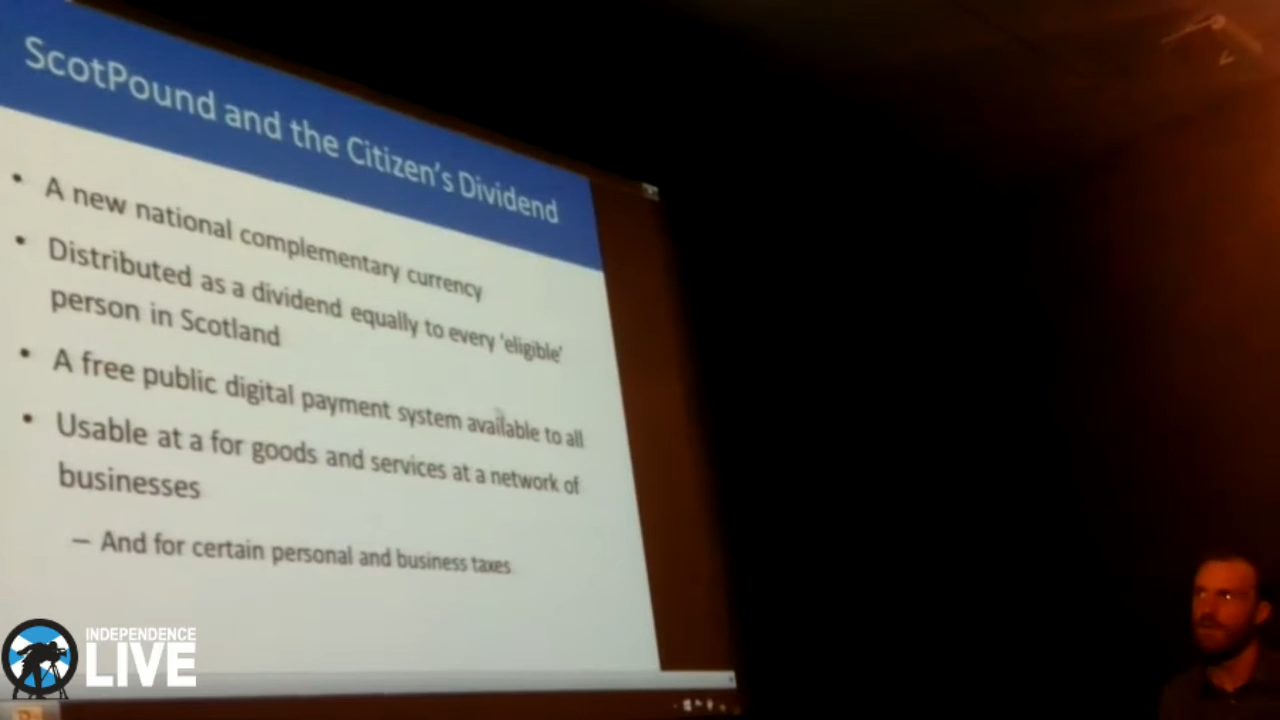 ScotPound and the Citizen's Dividend
• A new national complementary currency
• Distributed as a dividend equally to every 'eligible'
person in Scotland
• A free public digital payment system available to all
• Usable at a for goods and services at a network of
businesses
– And for certain personal and business taxes
INDEPENDENCE
LIVE